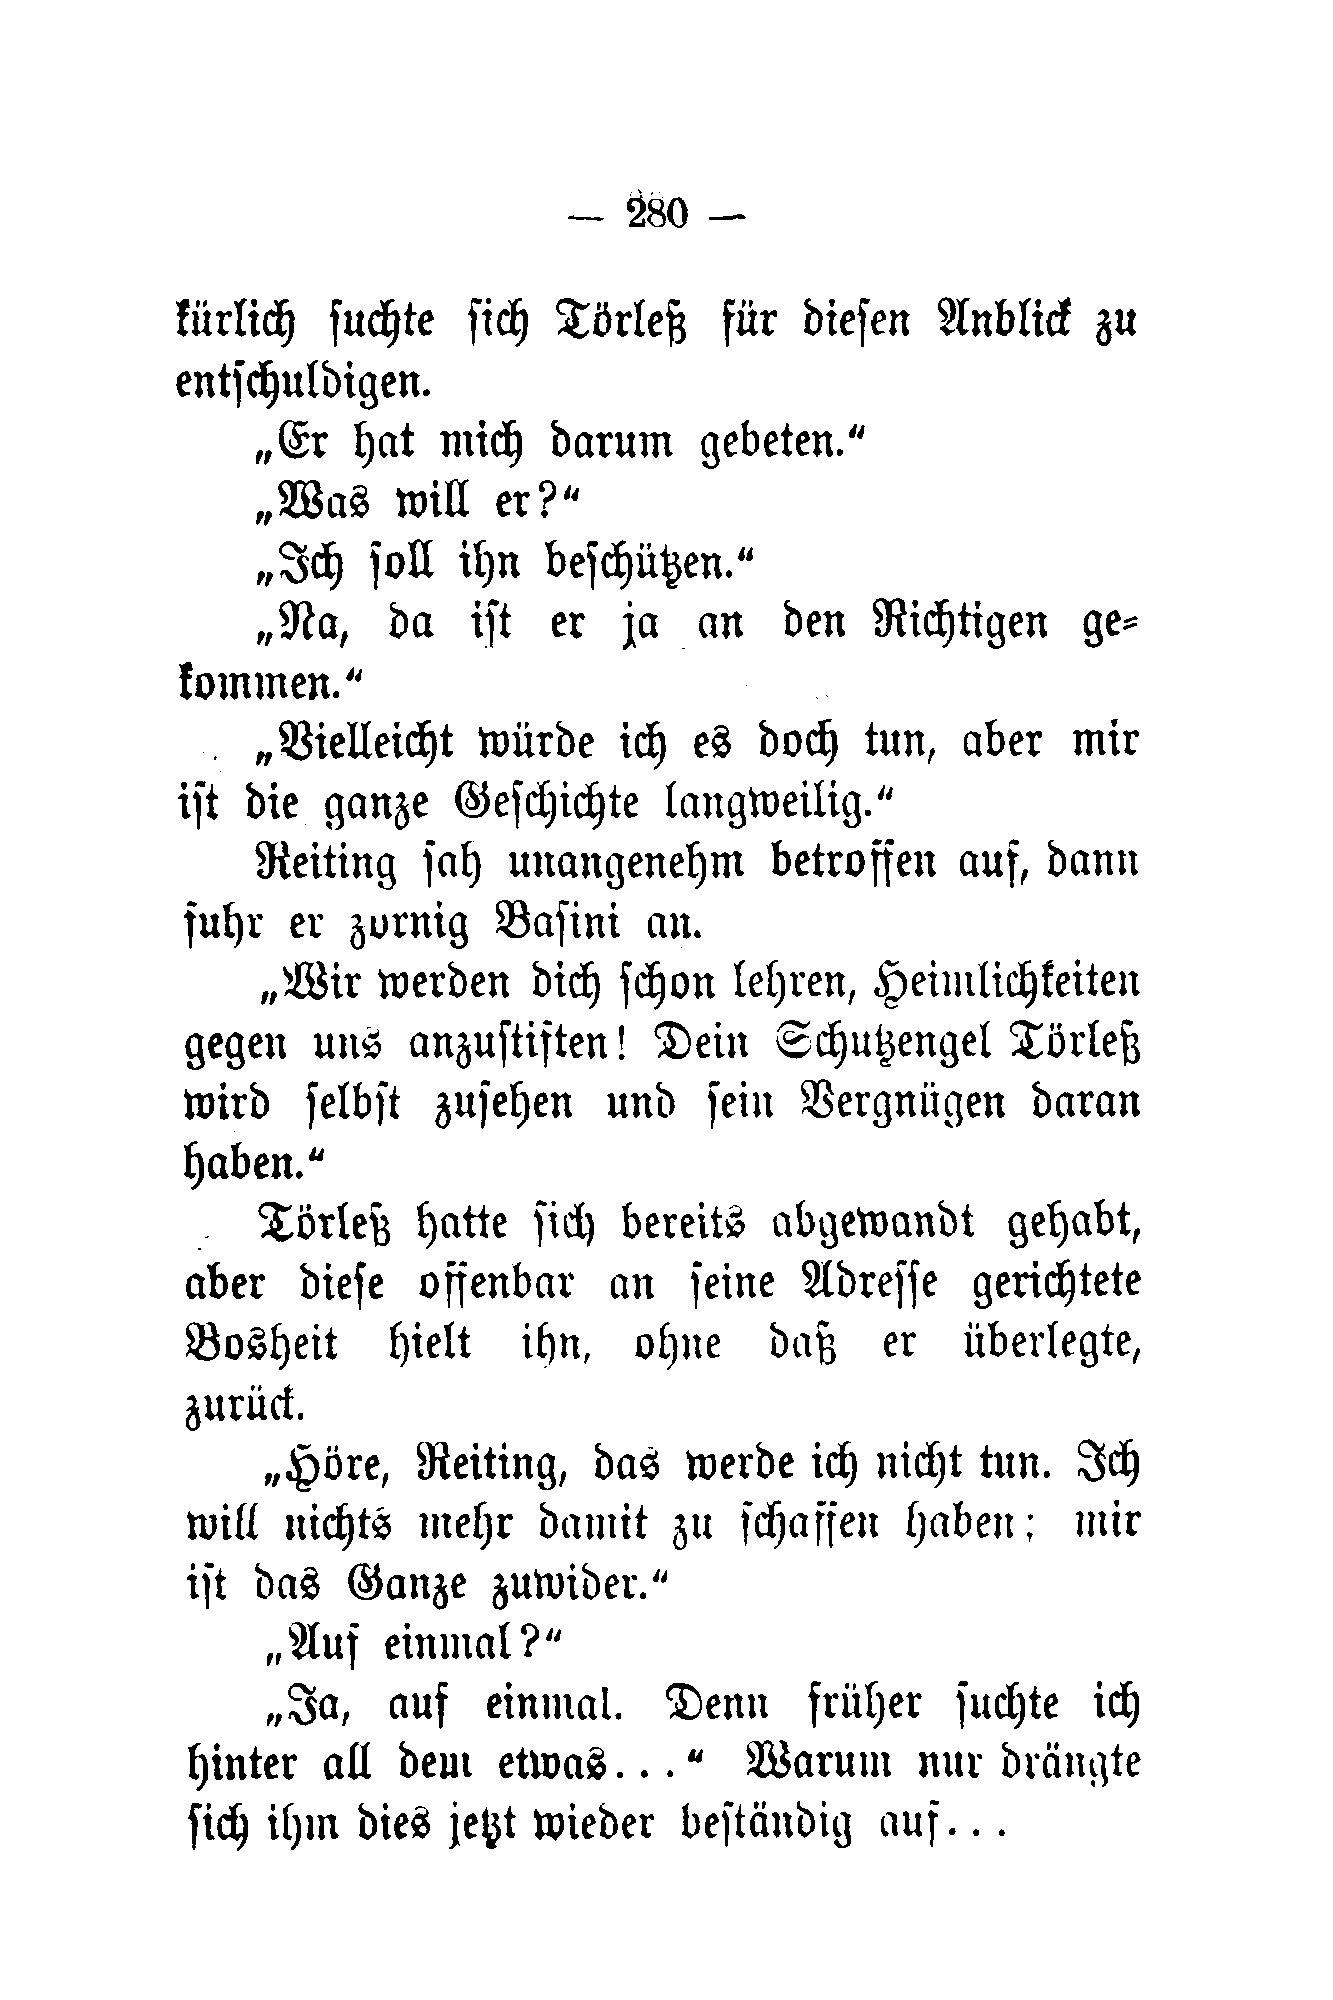 — 280 —
kürlich suchte sich Törleß für diesen Anblick zu
entschuldigen.
„Er hat mich darum gebeten.“
„Was will er?“
„Ich soll ihn beschützen.“
„Na, da ist er ja an den Richtigen ge-
kommen.“
„Vielleicht würde ich es doch tun, aber mir
ist die ganze Geschichte langweilig.“
Reiting sah unangenehm betroffen auf, dann
fuhr er zornig Basini an.
„Wir werden dich schon lehren, Heimlichkeiten
gegen uns anzustiften! Dein Schutzengel Törleß
wird selbst zusehen und sein Vergnügen daran
haben.“
Törleß hatte sich bereits abgewandt gehabt,
aber diese offenbar an seine Adresse gerichtete
Bosheit hielt ihn, ohne daß er überlegte,
zurück.
„Höre, Reiting, das werde ich nicht tun. Ich
will nichts mehr damit zu schaffen haben; mir
ist das Ganze zuwider.“
„Auf einmal?“
„Ja, auf einmal. Denn früher suchte ich
hinter all dem etwas...“ Warum nur drängte
sich ihm dies jetzt wieder beständig auf...